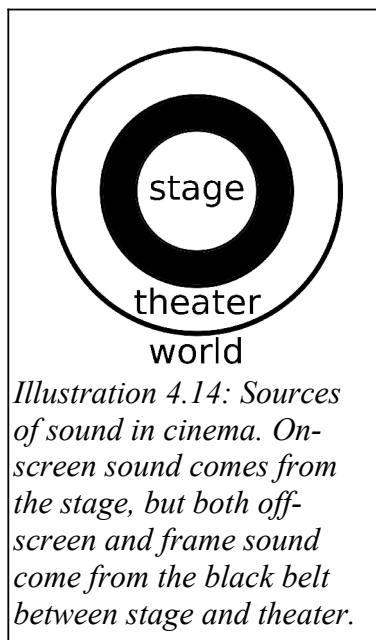 stage
theater
world
Illustration 4.14: Sources
of sound in cinema. On-
screen sound comes from
the stage, but both off-
screen and frame sound
come from the black belt
between stage and theater.